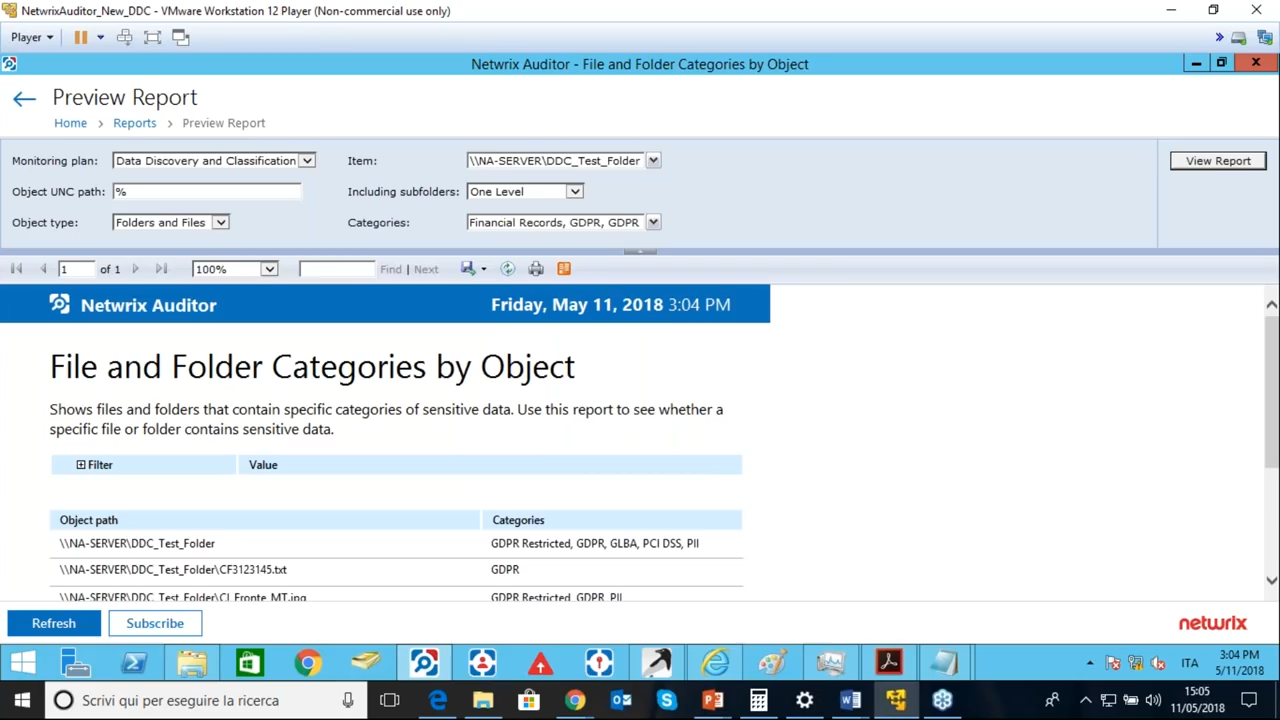 NetwrixAuditor_New_DDC - VMware Workstation 12 Player (Non-commercial use only)
Player
Netwrix Auditor - File and Folder Categories by Object
Preview Report
Home > Reports > Preview Report
Monitoring plan: Data Discovery and Classification Item: \\NA-SERVER\DDC_Test_Folder View Report
Object UNC path: % Including subfolders: One Level
Object type: Folders and Files Categories: Financial Records, GDPR, GDPR
1 of 1 100% Find | Next
Netwrix Auditor Friday, May 11, 2018 3:04 PM
File and Folder Categories by Object
Shows files and folders that contain specific categories of sensitive data. Use this report to see whether a
specific file or folder contains sensitive data.
Filter Value
Object path Categories
\\NA-SERVER\DDC_Test_Folder GDPR Restricted, GDPR, GLBA, PCI DSS, PII
\\NA-SERVER\DDC_Test_Folder\CF3123145.txt GDPR
\\NA-SERVER\DDC_Test_Folder\CI_Fronte_MT.jpg GDPR Restricted, GDPR, PII
Refresh Subscribe netwrix
ITA 3:04 PM
5/11/2018
Scrivi qui per eseguire la ricerca 15:05
11/05/2018